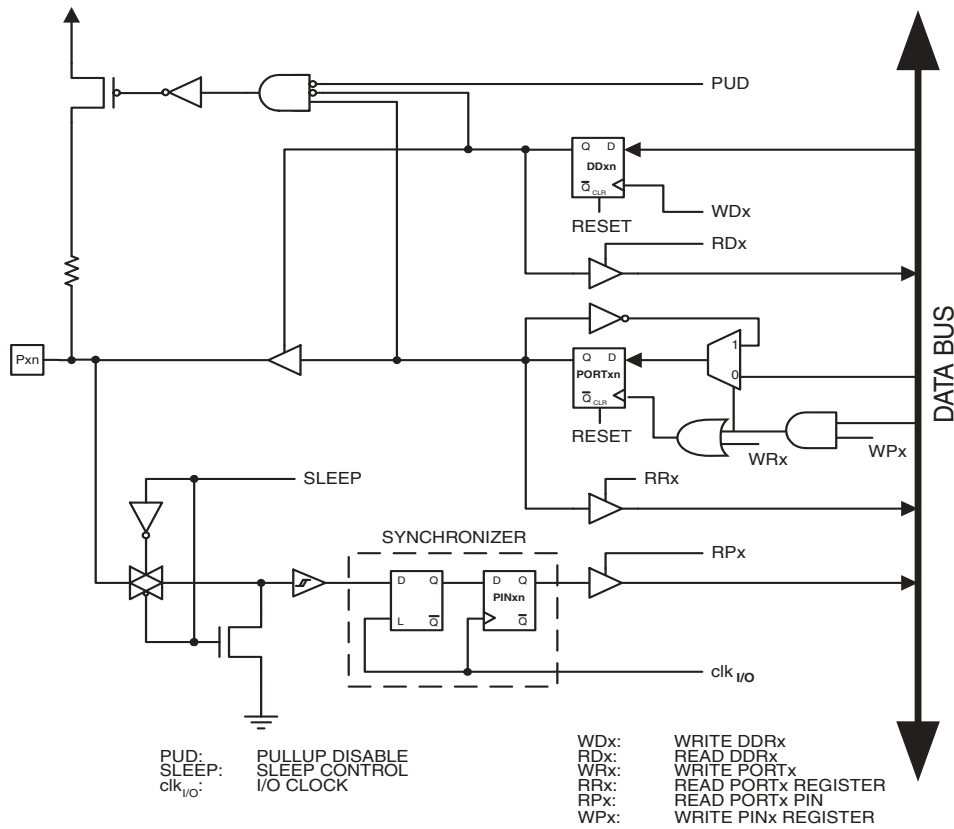 PUD
Q D
DDxn
Q CLR
WDx
RESET
RDx
Pxn
1
Q D
PORTxn
0
Q CLR
RESET
WRx
WPx
DATA BUS
SLEEP
RRx
SYNCHRONIZER
RPx
D Q
D Q
PINxn
L Q
Q
clk I/O
PUD: PULLUP DISABLE
SLEEP: SLEEP CONTROL
clkI/O: I/O CLOCK
WDx: WRITE DDRx
RDx: READ DDRx
WRx: WRITE PORTx
RRx: READ PORTx REGISTER
RPx: READ PORTx PIN
WPx: WRITE PINx REGISTER